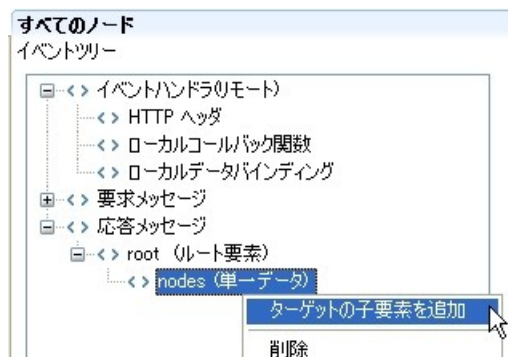 すべてのノード
イベントツリー
イベントハンドラ(リモート)
HTTP ヘッダ
ローカルコールバック関数
ローカルデータバインディング
要求メッセージ
応答メッセージ
root (ルート要素)
nodes (単一データ)
ターゲットの子要素を追加
削除